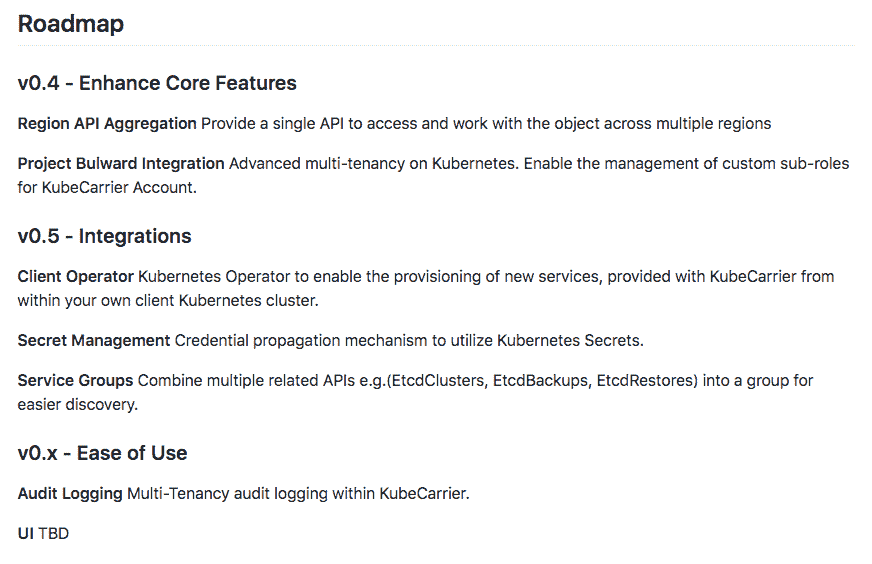 Roadmap
v0.4 - Enhance Core Features
Region API Aggregation Provide a single API to access and work with the object across multiple regions
Project Bulward Integration Advanced multi-tenancy on Kubernetes. Enable the management of custom sub-roles
for KubeCarrier Account.
v0.5 - Integrations
Client Operator Kubernetes Operator to enable the provisioning of new services, provided with KubeCarrier from
within your own client Kubernetes cluster.
Secret Management Credential propagation mechanism to utilize Kubernetes Secrets.
Service Groups Combine multiple related APIs e.g.(EtcdClusters, EtcdBackups, EtcdRestores) into a group for
easier discovery.
v0.x - Ease of Use
Audit Logging Multi-Tenancy audit logging within KubeCarrier.
UI TBD